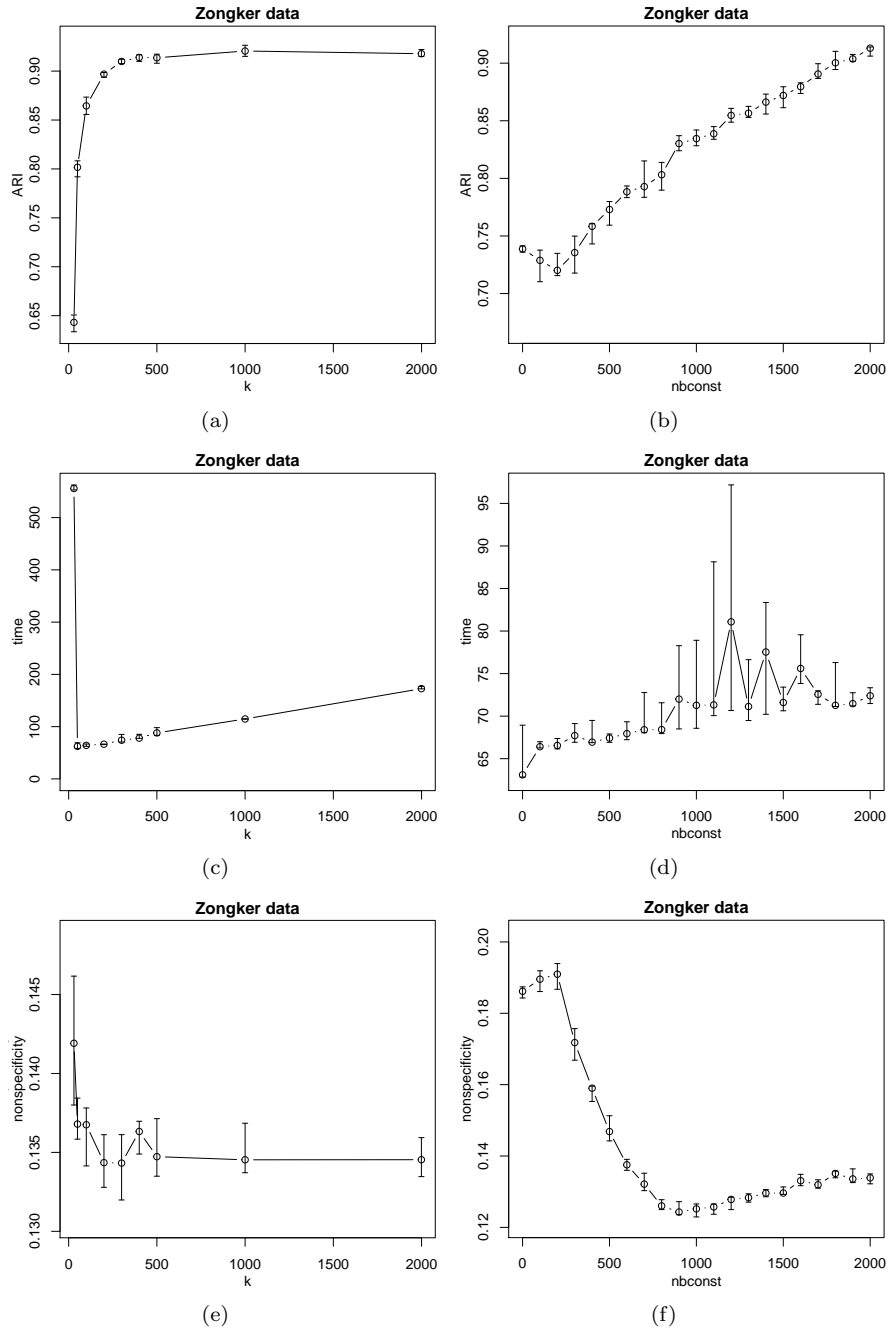 Zongker data
ARI
0.65 0.70 0.75 0.80 0.85 0.90
0 500 1000 1500 2000
k
(a)
Zongker data
ARI
0.70 0.75 0.80 0.85 0.90
0 500 1000 1500 2000
nbconst
(b)
Zongker data
time
0 100 200 300 400 500
0 500 1000 1500 2000
k
(c)
Zongker data
time
65 70 75 80 85 90 95
0 500 1000 1500 2000
nbconst
(d)
Zongker data
nonspecificity
0.130 0.135 0.140 0.145
0 500 1000 1500 2000
k
(e)
Zongker data
nonspecificity
0.12 0.14 0.16 0.18 0.20
0 500 1000 1500 2000
nbconst
(f)